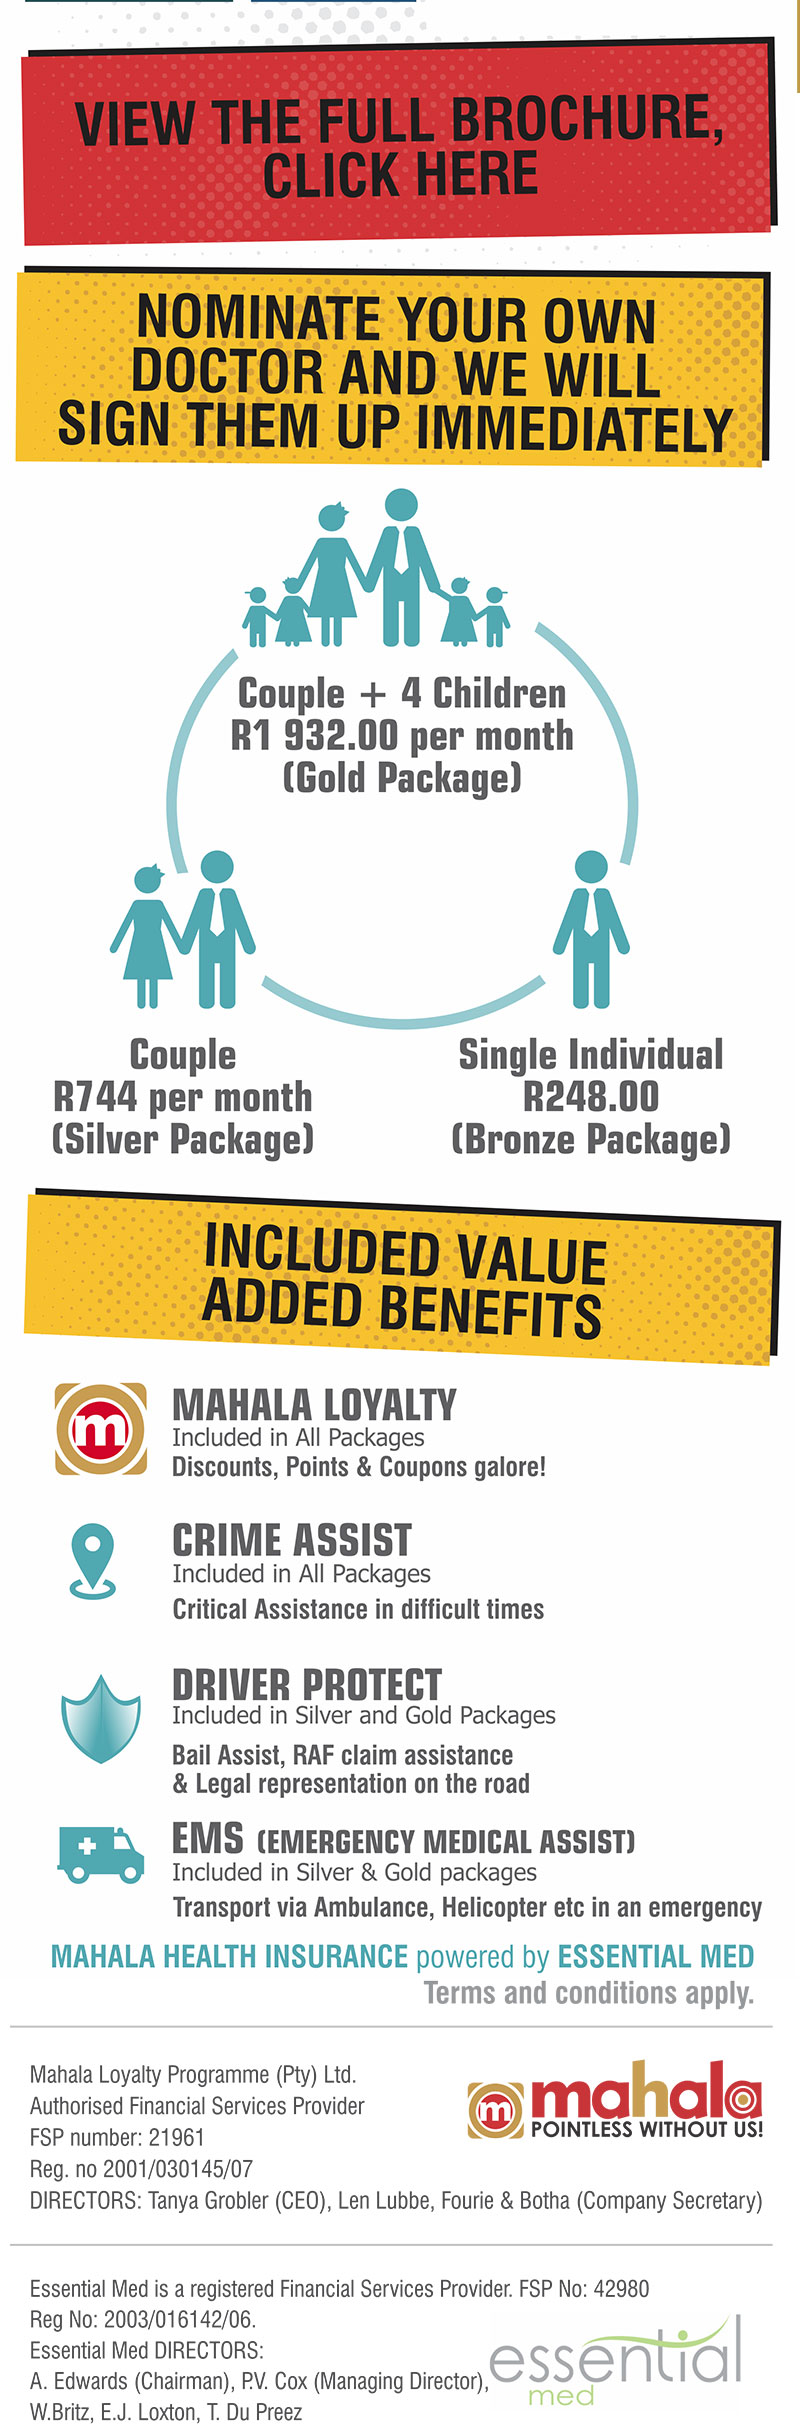 VIEW THE FULL BROCHURE,
CLICK HERE
NOMINATE YOUR OWN
DOCTOR AND WE WILL
SIGN THEM UP IMMEDIATELY
Couple + 4 Children
R1 932.00 per month
(Gold Package)
Couple
R744 per month
(Silver Package)
Single Individual
R248.00
(Bronze Package)
INCLUDED VALUE
ADDED BENEFITS
m
MAHALA LOYALTY
Included in All Packages
Discounts, Points & Coupons galore!
CRIME ASSIST
Included in All Packages
Critical Assistance in difficult times
DRIVER PROTECT
Included in Silver and Gold Packages
Bail Assist, RAF claim assistance
& Legal representation on the road
EMS (EMERGENCY MEDICAL ASSIST)
Included in Silver & Gold packages
Transport via Ambulance, Helicopter etc in an emergency
MAHALA HEALTH INSURANCE powered by ESSENTIAL MED
Terms and conditions apply.
Mahala Loyalty Programme (Pty) Ltd.
Authorised Financial Services Provider
FSP number: 21961
Reg. no 2001/030145/07
DIRECTORS: Tanya Grobler (CEO), Len Lubbe, Fourie & Botha (Company Secretary)
m mahala
POINTLESS WITHOUT US!
Essential Med is a registered Financial Services Provider. FSP No: 42980
Reg No: 2003/016142/06.
Essential Med DIRECTORS:
A. Edwards (Chairman), P.V. Cox (Managing Director),
W.Britz, E.J. Loxton, T. Du Preez
essential
med